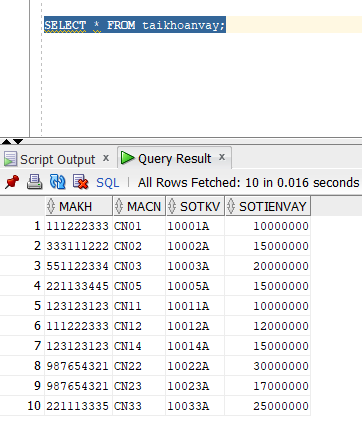 SELECT * FROM taikhoanvay;
Script Output x Query Result x
SQL | All Rows Fetched: 10 in 0.016 seconds
MAKH MACN SOTKV SOTIENVAY
1 111222333 CN01 10001A 10000000
2 333111222 CN02 10002A 15000000
3 551122334 CN03 10003A 20000000
4 221133445 CN05 10005A 15000000
5 123123123 CN11 10011A 10000000
6 111222333 CN12 10012A 12000000
7 123123123 CN14 10014A 15000000
8 987654321 CN22 10022A 30000000
9 987654321 CN23 10023A 17000000
10 221113335 CN33 10033A 25000000